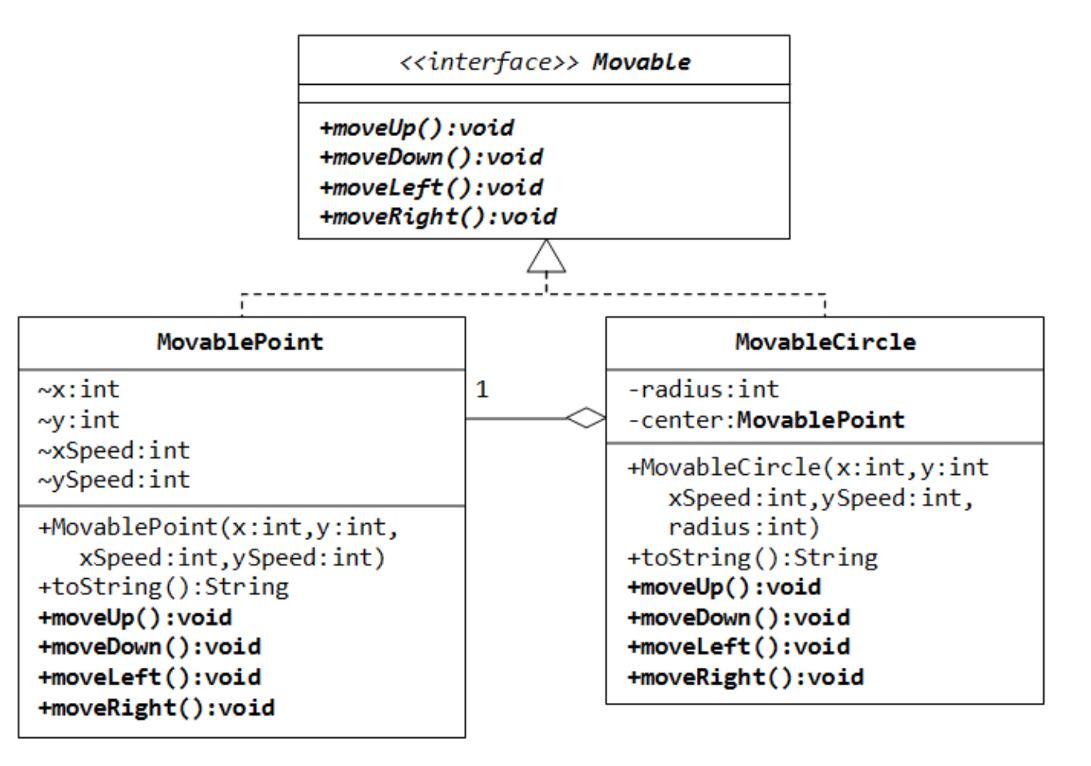 <<interface>> Movable
+moveUp():void
+moveDown():void
+moveLeft():void
+moveRight():void
MovablePoint
~x:int
~y:int
~xSpeed:int
~ySpeed:int
+MovablePoint(x:int,y:int,
xSpeed:int,ySpeed:int)
+toString():String
+moveUp():void
+moveDown():void
+moveLeft():void
+moveRight():void
1
MovableCircle
-radius:int
-center:MovablePoint
+MovableCircle(x:int,y:int
xSpeed:int,ySpeed:int,
radius:int)
+toString():String
+moveUp():void
+moveDown():void
+moveLeft():void
+moveRight():void